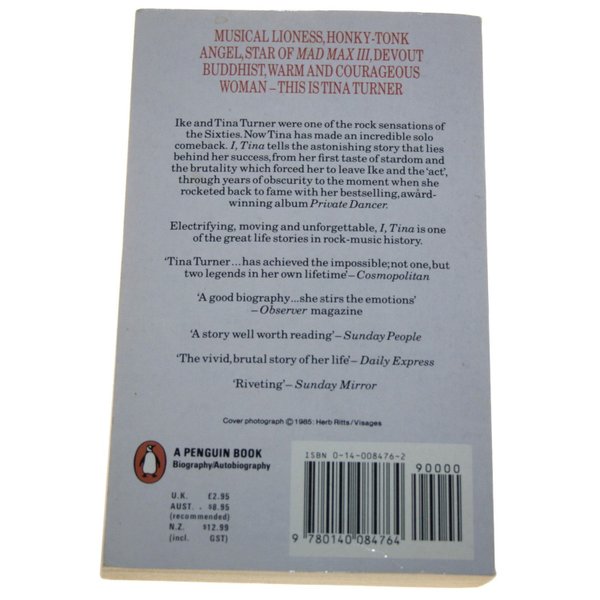 MUSICAL LIONESS, HONKY-TONK
ANGEL, STAR OF MAD MAX III, DEVOUT
BUDDHIST, WARM AND COURAGEOUS
WOMAN – THIS IS TINA TURNER
Ike and Tina Turner were one of the rock sensations of
the Sixties. Now Tina has made an incredible solo
comeback. I, Tina tells the astonishing story that lies
behind her success, from her first taste of stardom and
the brutality which forced her to leave Ike and the 'act',
through years of obscurity to the moment when she
rocketed back to fame with her bestselling, award-
winning album Private Dancer.
Electrifying, moving and unforgettable, I, Tina is one
of the great life stories in rock-music history.
'Tina Turner ... has achieved the impossible; not one, but
two legends in her own lifetime' – Cosmopolitan
'A good biography ... she stirs the emotions'
– Observer magazine
'A story well worth reading' – Sunday People
'The vivid, brutal story of her life' – Daily Express
'Riveting' – Sunday Mirror
Cover photograph © 1985: Herb Ritts/Visages
A PENGUIN BOOK
Biography/Autobiography
U.K. £2.95
AUST. $8.95
(recommended)
N.Z. $12.99
(incl. GST)
ISBN 0-14-008476-2
90000
9 780140 084764